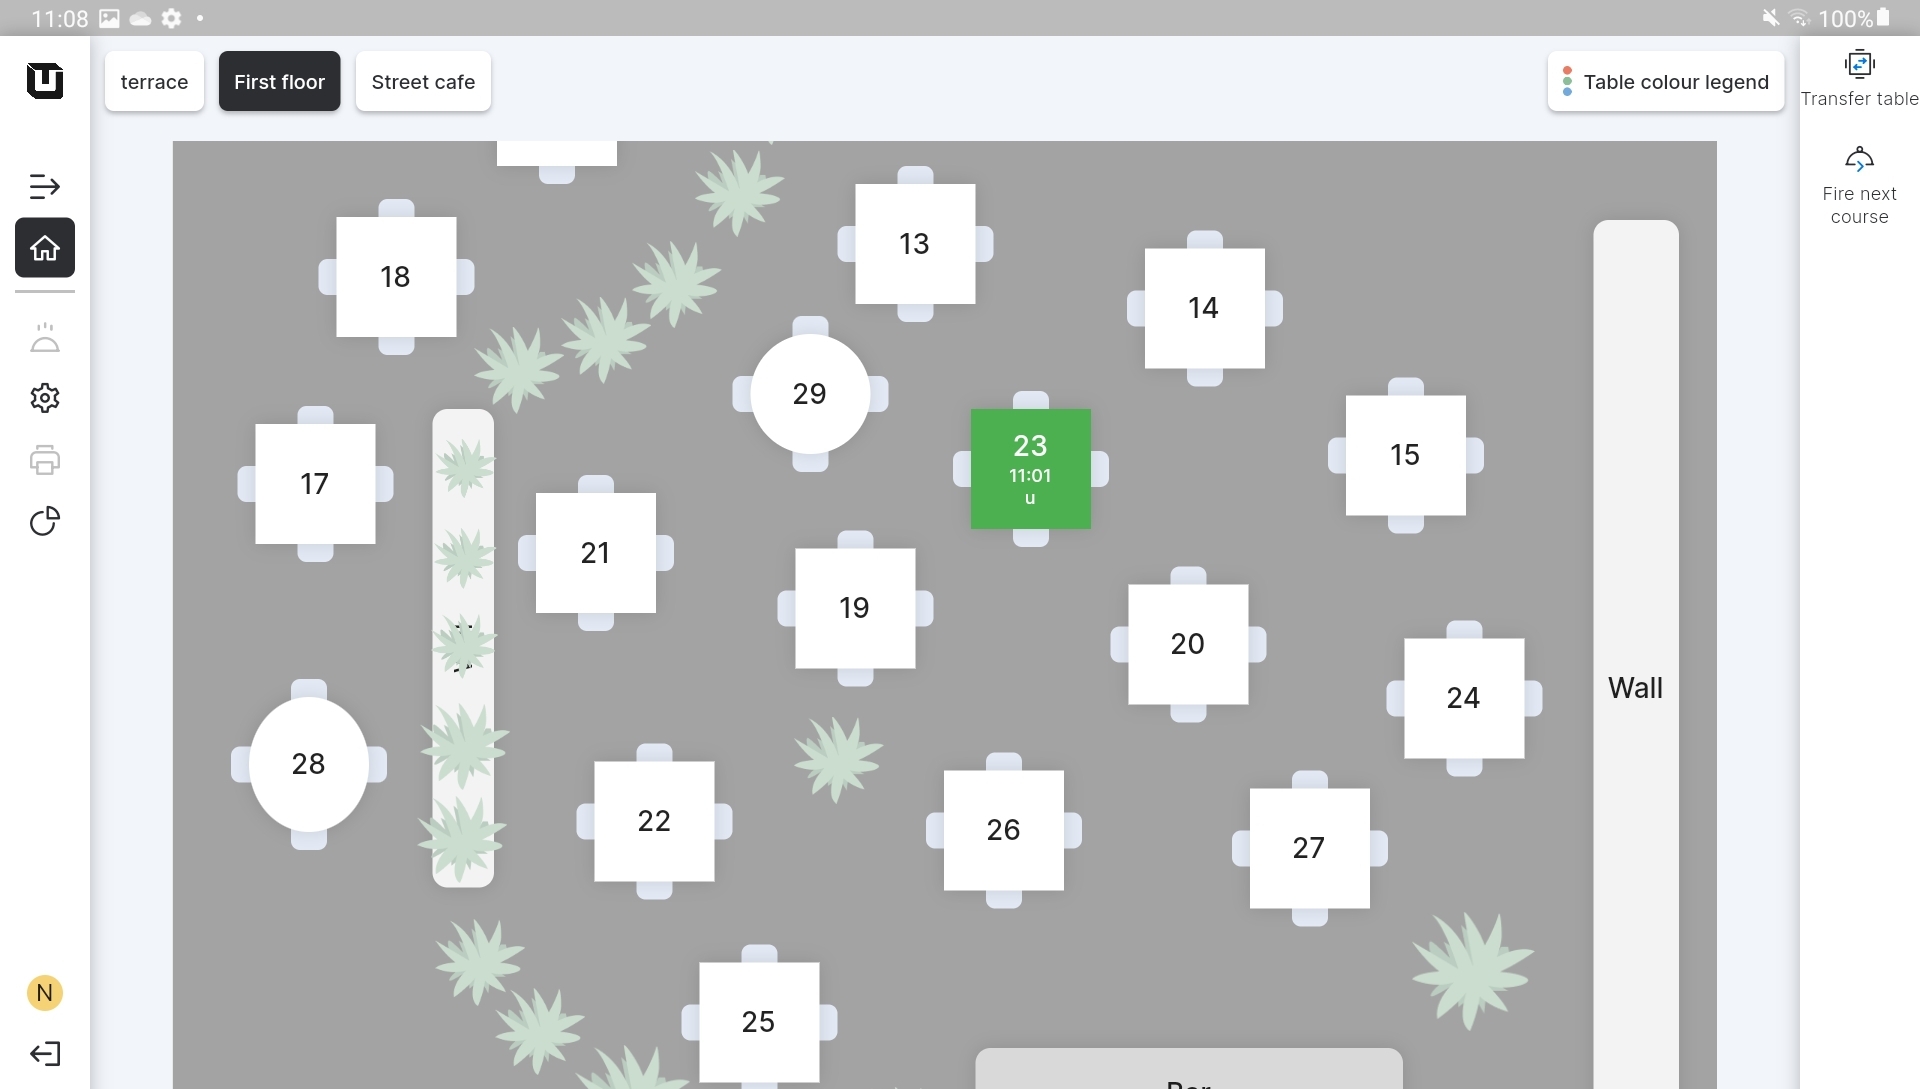 11:08
100%
terrace
First floor
Street cafe
Table colour legend
Transfer table
Fire next
course
13
18
14
29
23
11:01
u
15
17
21
19
20
Wall
24
28
22
26
27
N
25